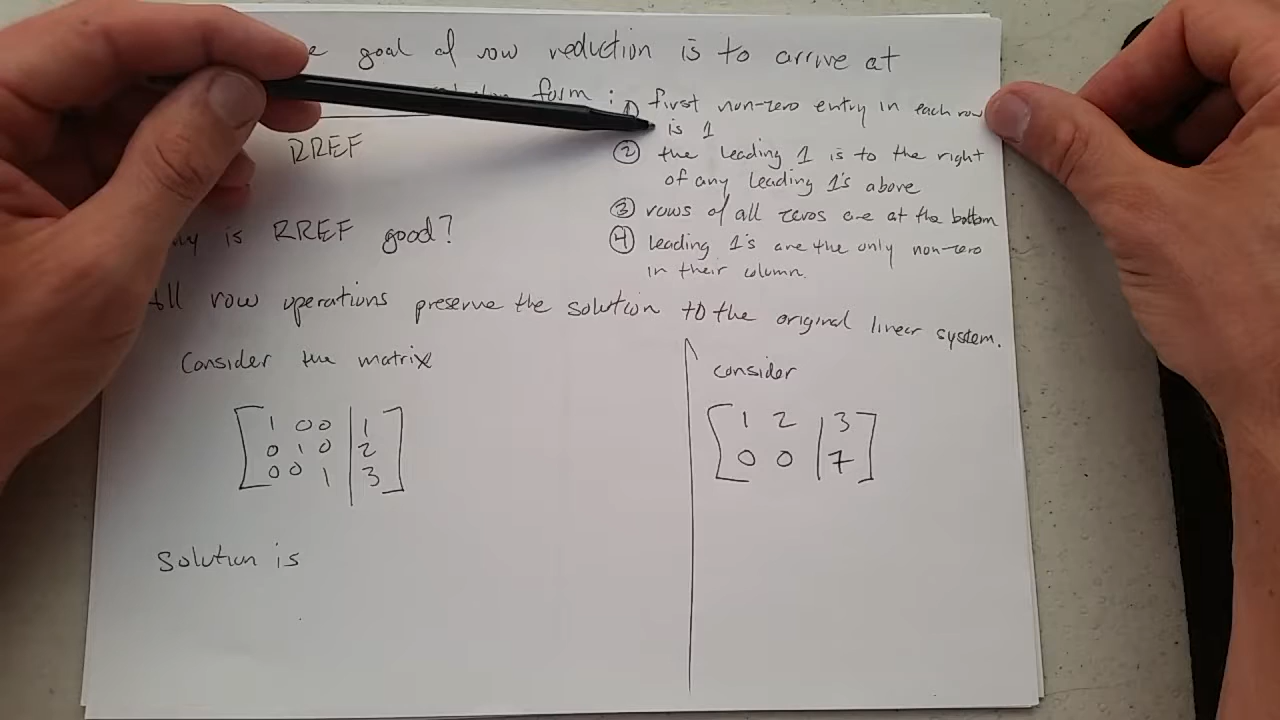 goal of row reduction is to arrive at
form : ① first non-zero entry in each row
is 1
RREF
② the leading 1 is to the right
of any leading 1's above
③ rows of all zeros are at the bottom
is RREF good?
④ leading 1's are the only non-zero
in their column.
row operations preserve the solution to the original linear system.
Consider the matrix
consider
1 0 0 | 1
0 1 0 | 2
0 0 1 | 3
1 2 | 3
0 0 | 7
Solution is